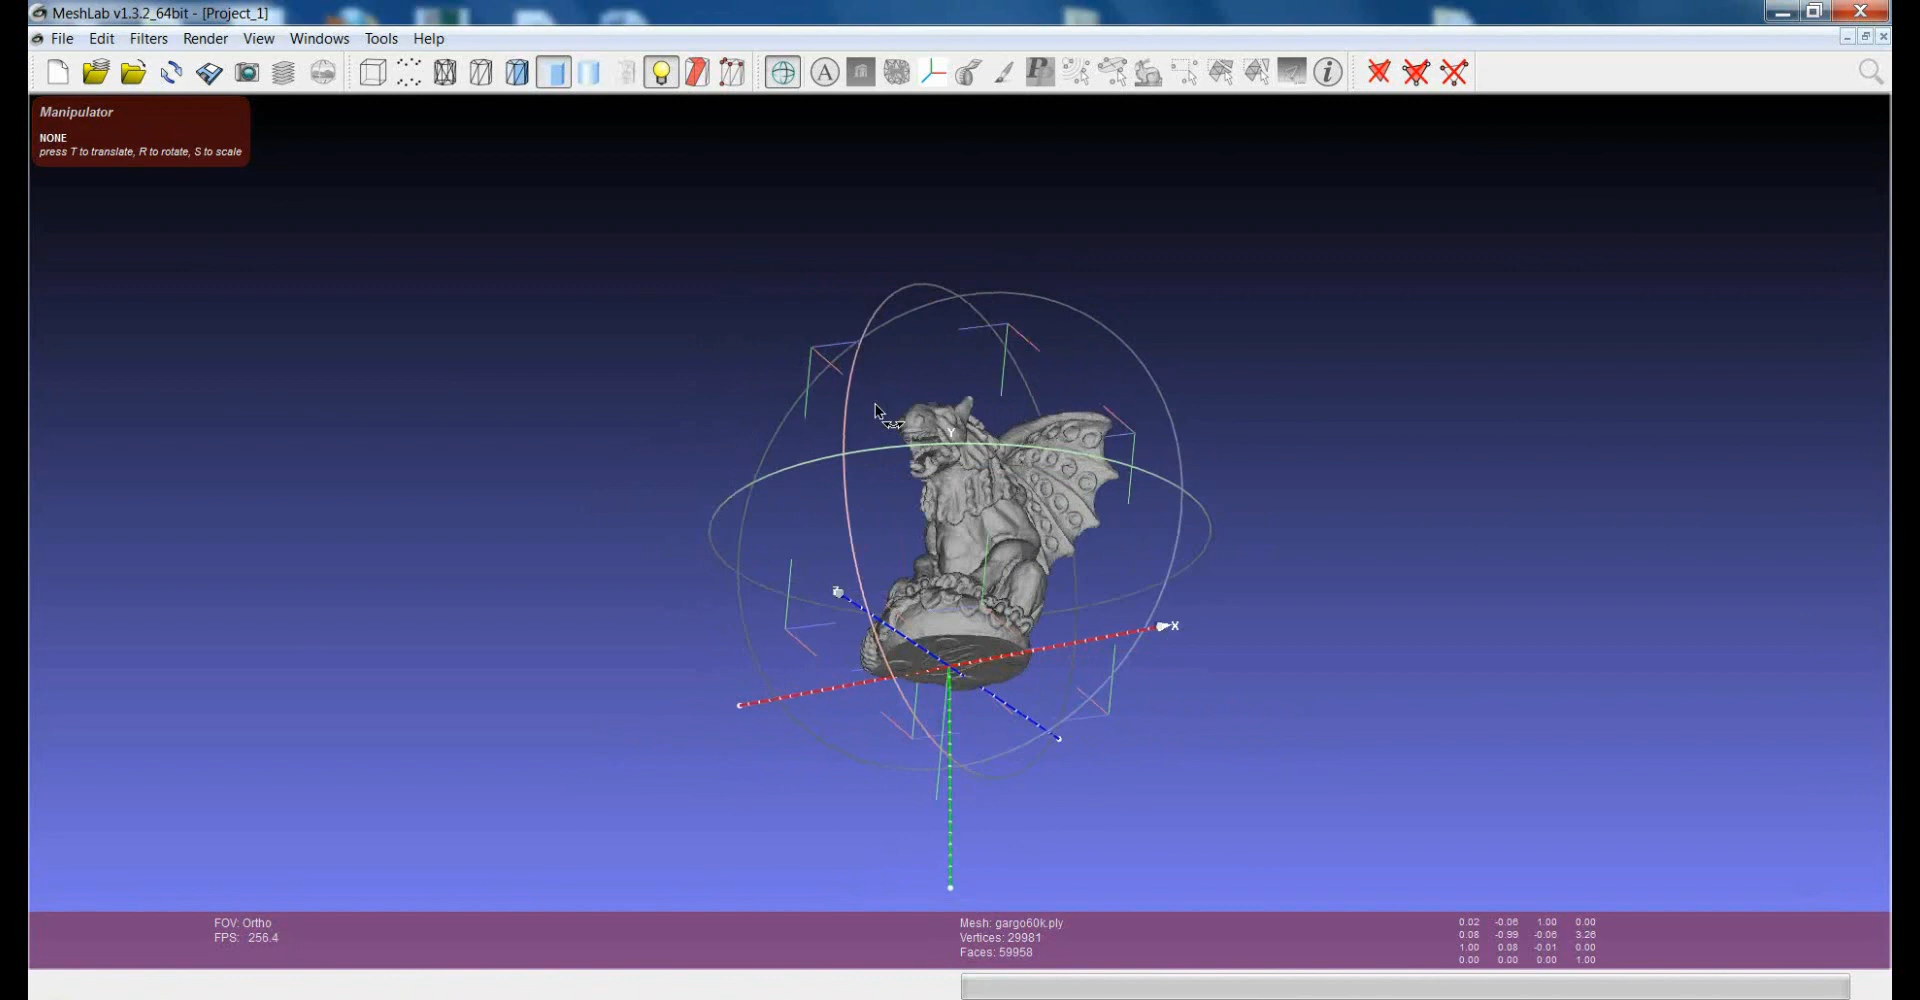 MeshLab v1.3.2_64bit - [Project_1]
File Edit Filters Render View Windows Tools Help
A P i
Manipulator
NONE
press T to translate, R to rotate, S to scale
Y
X
FOV: Ortho
FPS: 256.4
Mesh: gargo60k.ply
Vertices: 29981
Faces: 59958
0.02 -0.06 1.00 0.00
0.08 -0.99 -0.06 3.26
1.00 0.08 -0.01 0.00
0.00 0.00 0.00 1.00